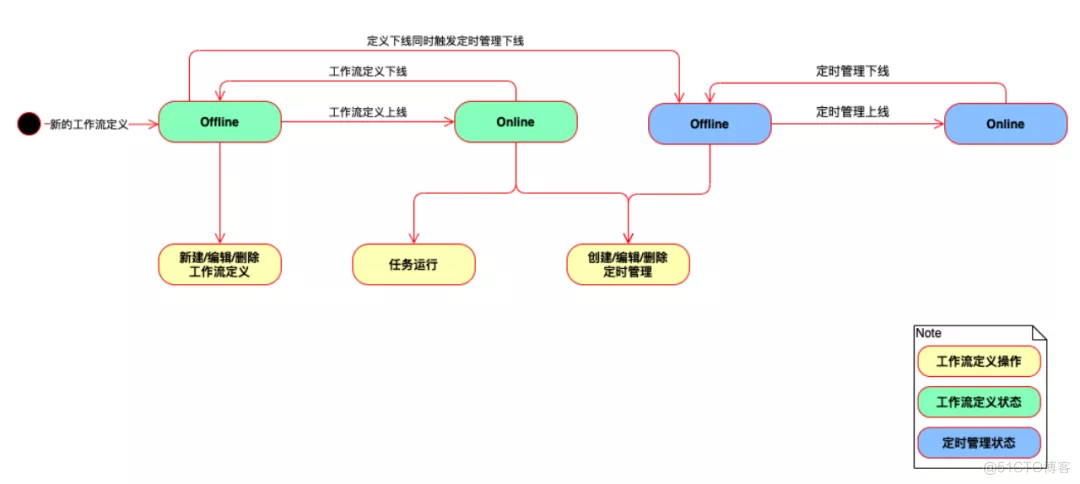 定义下线同时触发定时管理下线
工作流定义下线
定时管理下线
新的工作流定义
Offline
工作流定义上线
Online
Offline
定时管理上线
Online
新建/编辑/删除
工作流定义
任务运行
创建/编辑/删除
定时管理
Note
工作流定义操作
工作流定义状态
定时管理状态
@51CTO博客